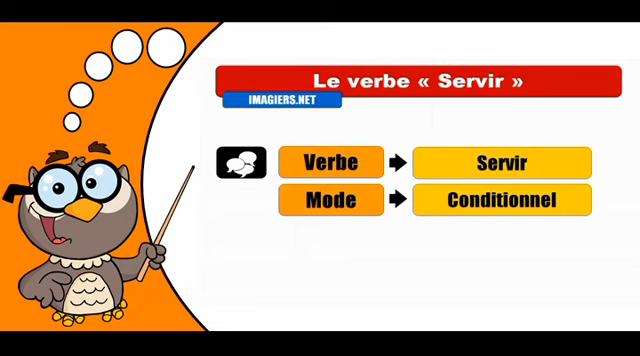 Le verbe « Servir »
IMAGIERS.NET
Verbe Servir
Mode Conditionnel